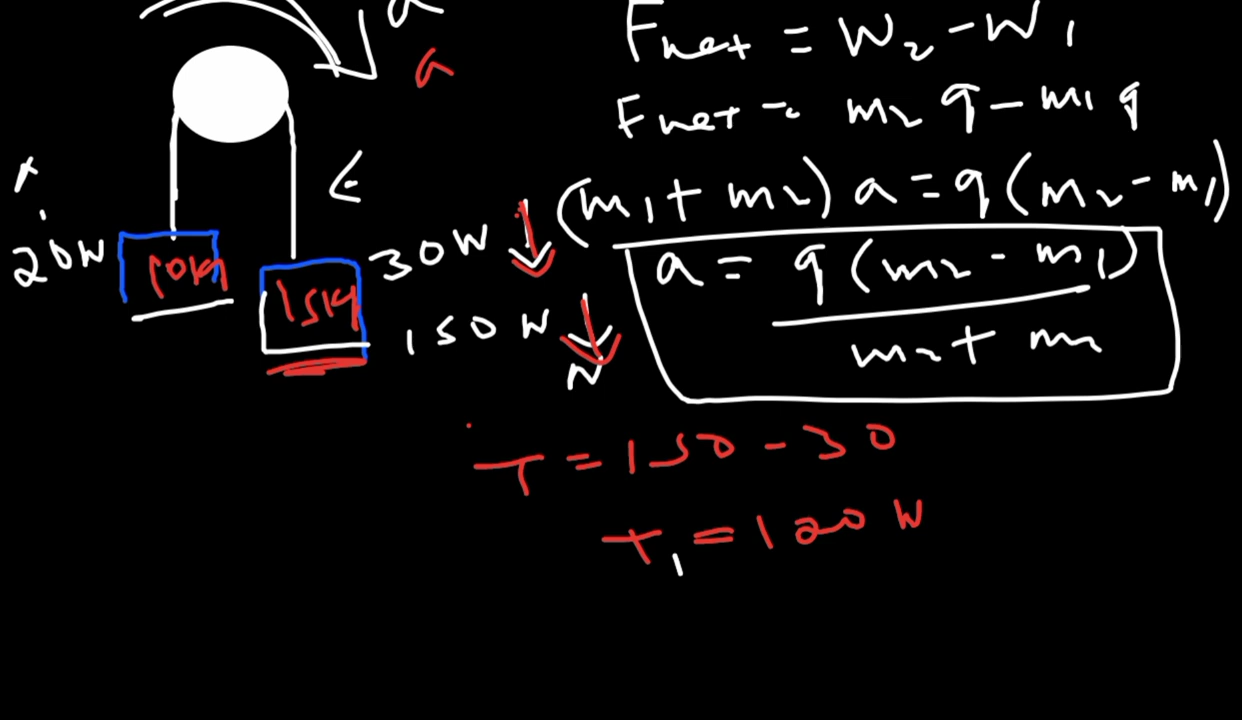 a
a
Fnet = W2 - W1
Fnet = m2 g - m1 g
(m1 + m2) a = g (m2 - m1)
20N
10kg
15kg
30N
150N
N
a = g (m2 - m1)
m2 + m
T = 150 - 30
T1 = 120 N